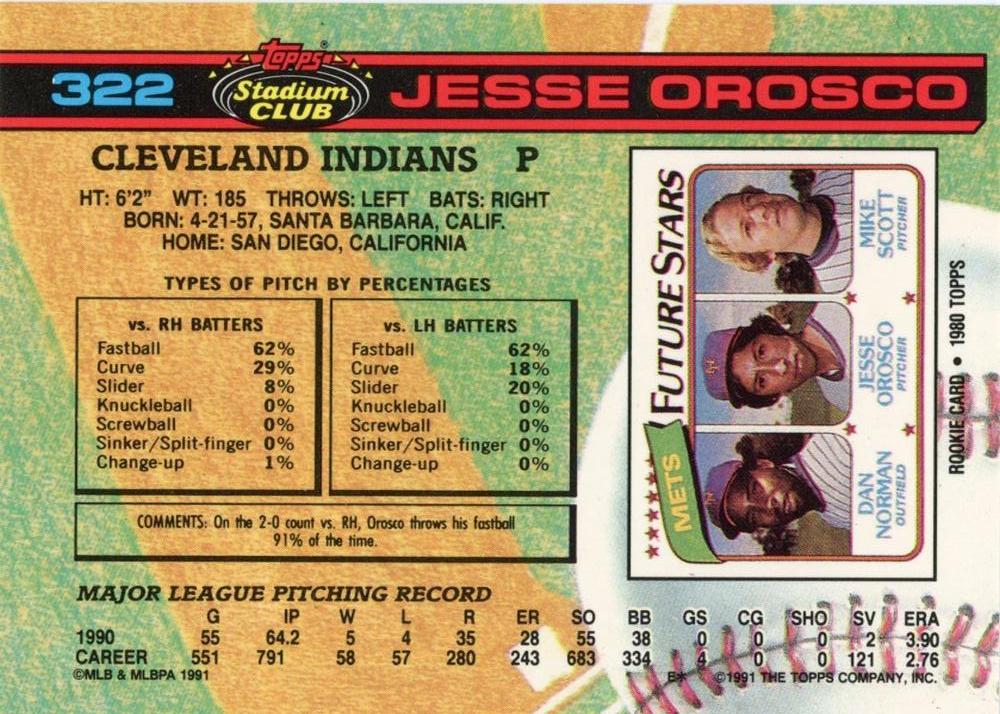 322 Topps Stadium CLUB JESSE OROSCO
CLEVELAND INDIANS P
HT: 6'2" WT: 185 THROWS: LEFT BATS: RIGHT
BORN: 4-21-57, SANTA BARBARA, CALIF.
HOME: SAN DIEGO, CALIFORNIA
TYPES OF PITCH BY PERCENTAGES
vs. RH BATTERS
Fastball 62%
Curve 29%
Slider 8%
Knuckleball 0%
Screwball 0%
Sinker/Split-finger 0%
Change-up 1%
vs. LH BATTERS
Fastball 62%
Curve 18%
Slider 20%
Knuckleball 0%
Screwball 0%
Sinker/Split-finger 0%
Change-up 0%
COMMENTS: On the 2-0 count vs. RH, Orosco throws his fastball
91% of the time.
METS FUTURE STARS
DAN
NORMAN
OUTFIELD
JESSE
OROSCO
PITCHER
MIKE
SCOTT
PITCHER
ROOKIE CARD • 1980 TOPPS
MAJOR LEAGUE PITCHING RECORD
G IP W L R ER SO BB GS CG SHO SV ERA
1990 55 64.2 5 4 35 28 55 38 0 0 0 2 3.90
CAREER 551 791 58 57 280 243 683 334 4 0 0 121 2.76
©MLB & MLBPA 1991 E* ©1991 THE TOPPS COMPANY, INC.